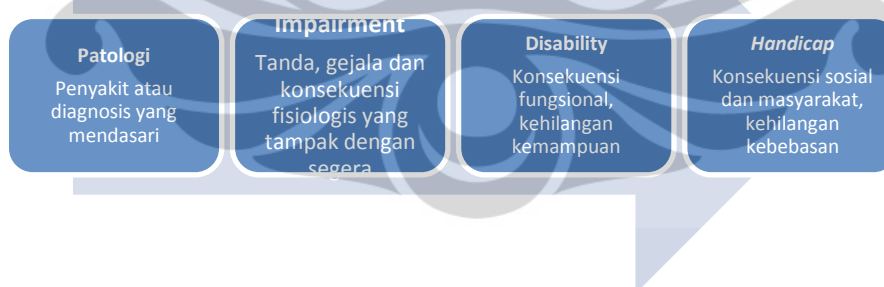 Patologi
Penyakit atau
diagnosis yang
mendasari
Impairment
Tanda, gejala dan
konsekuensi
fisiologis yang
tampak dengan
segera
Disability
Konsekuensi
fungsional,
kehilangan
kemampuan
Handicap
Konsekuensi sosial
dan masyarakat,
kehilangan
kebebasan